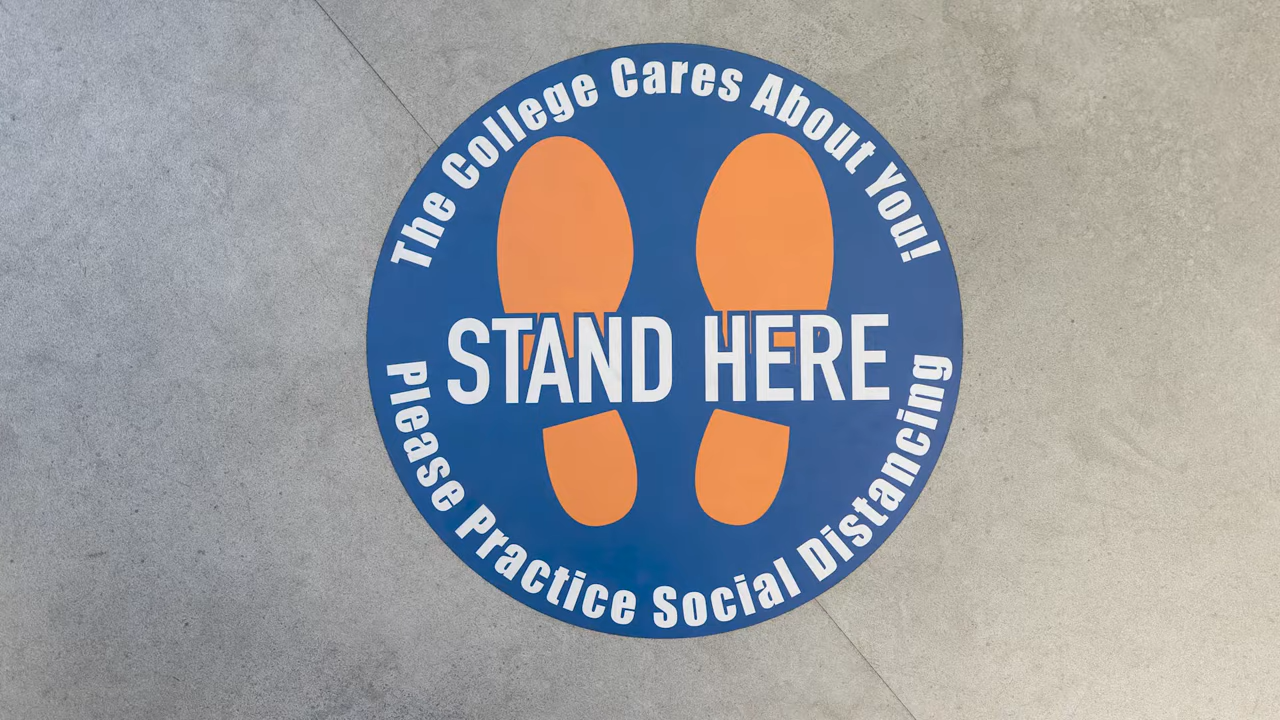 The College Cares About You!
STAND HERE
Please Practice Social Distancing